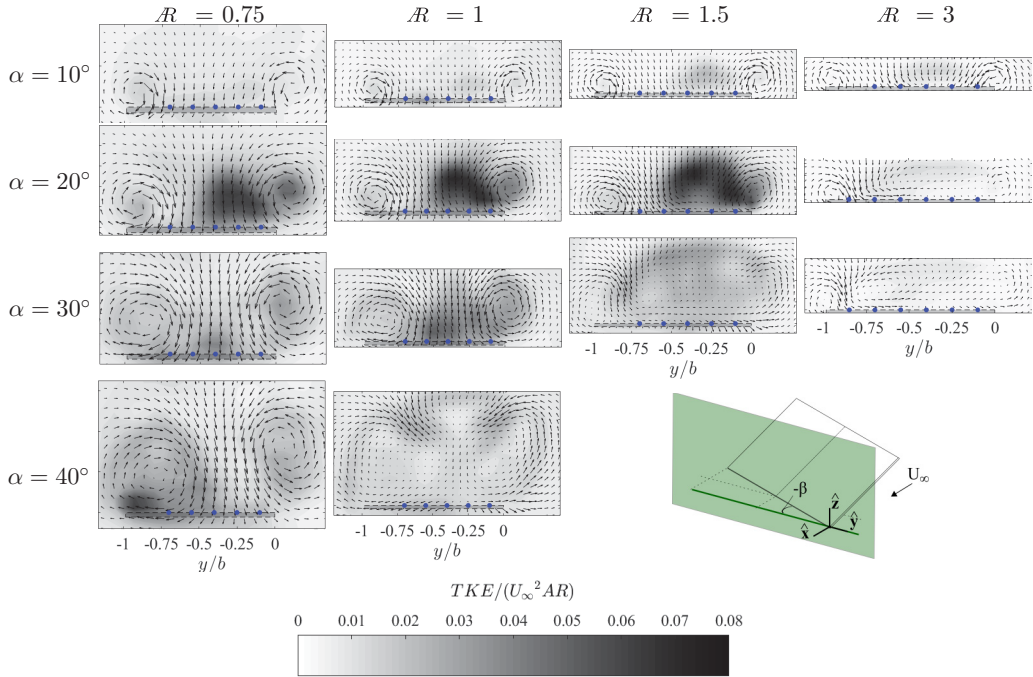 Æ = 0.75
Æ = 1
Æ = 1.5
Æ = 3
α = 10°
α = 20°
α = 30°
-1 -0.75 -0.5 -0.25 0
y/b
-1 -0.75 -0.5 -0.25 0
y/b
α = 40°
-1 -0.75 -0.5 -0.25 0
y/b
-1 -0.75 -0.5 -0.25 0
y/b
-β
U∞
ẑ
ŷ
x̂
TKE/(U∞²AR)
0 0.01 0.02 0.03 0.04 0.05 0.06 0.07 0.08